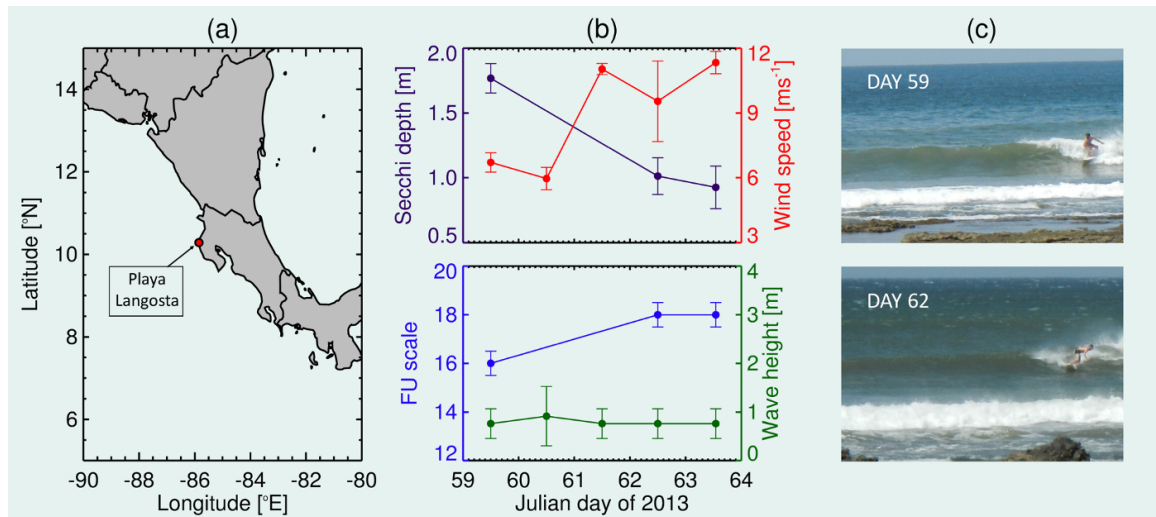 (a)
14
12
10
8
6
Latitude [°N]
Playa
Langosta
-90 -88 -86 -84 -82 -80
Longitude [°E]
(b)
2.0
1.5
1.0
0.5
Secchi depth [m]
12
9
6
3
Wind speed [ms⁻¹]
20
18
16
14
12
FU scale
4
3
2
1
0
Wave height [m]
59 60 61 62 63 64
Julian day of 2013
(c)
DAY 59
DAY 62